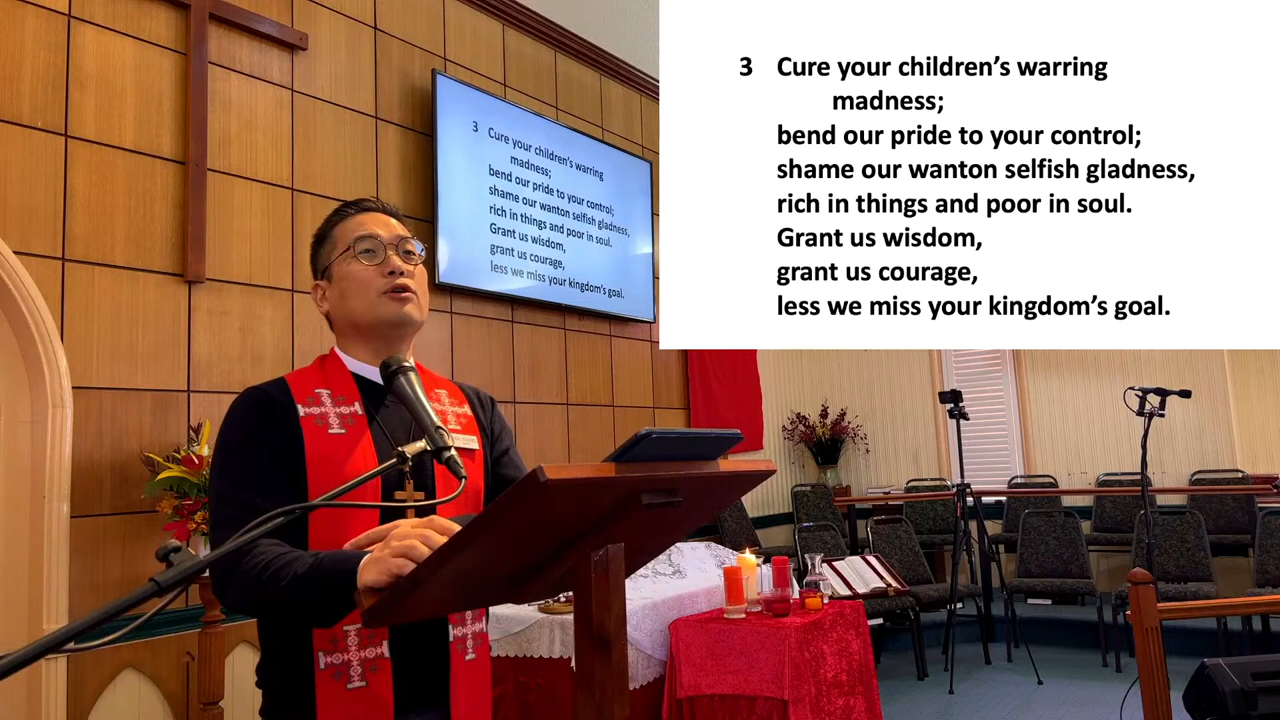 3 Cure your children's warring
madness;
bend our pride to your control;
shame our wanton selfish gladness,
rich in things and poor in soul.
Grant us wisdom,
grant us courage,
less we miss your kingdom's goal.
3 Cure your children's warring
madness;
bend our pride to your control;
shame our wanton selfish gladness,
rich in things and poor in soul.
Grant us wisdom,
grant us courage,
less we miss your kingdom's goal.